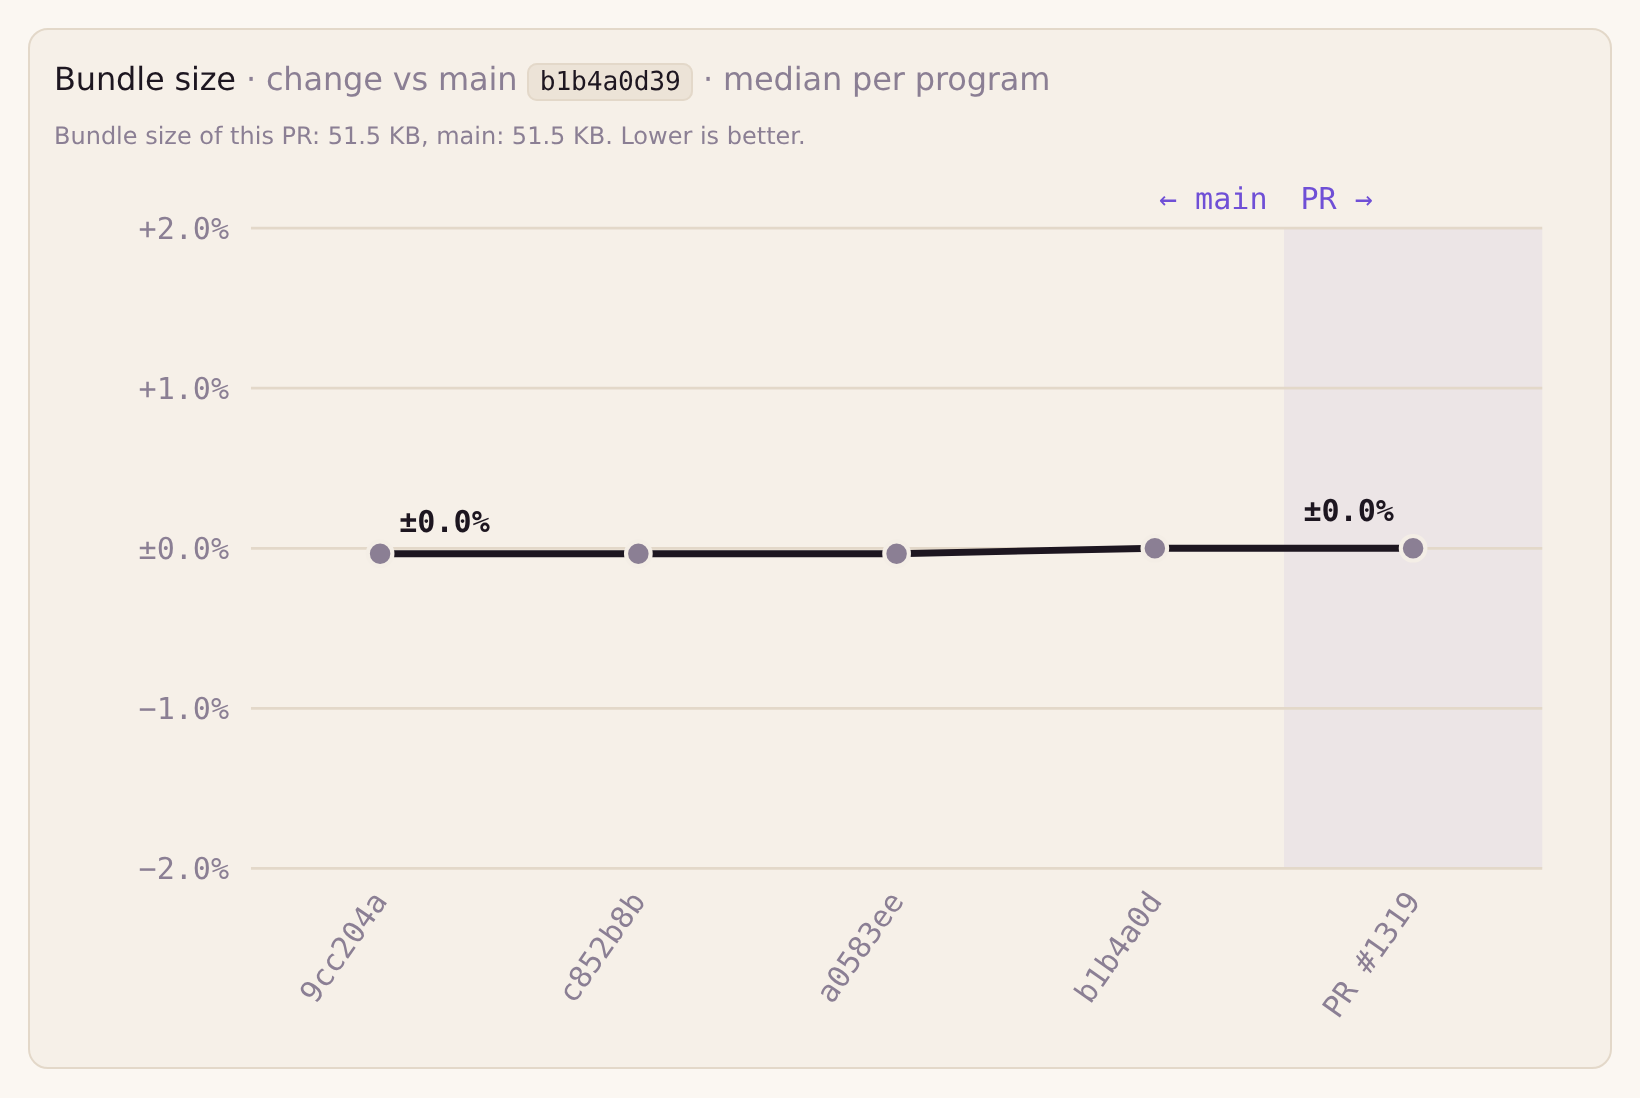 Bundle size · change vs main b1b4a0d39 · median per program
Bundle size of this PR: 51.5 KB, main: 51.5 KB. Lower is better.
← main PR →
+2.0%
+1.0%
±0.0%
−1.0%
−2.0%
±0.0%
±0.0%
9cc204a
c852b8b
a0583ee
b1b4a0d
PR #1319